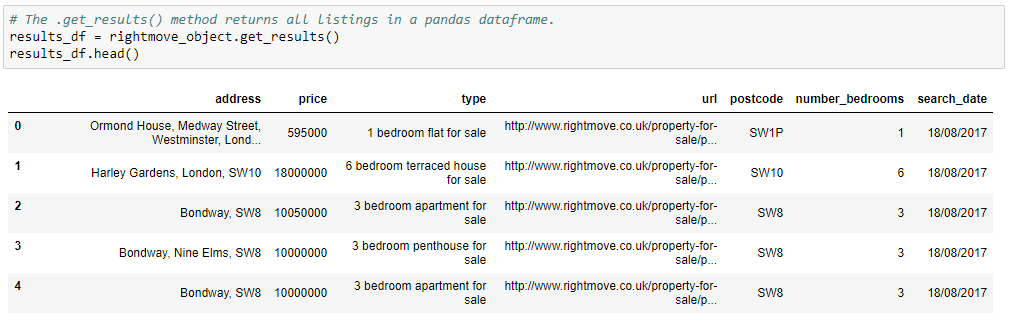 # The .get_results() method returns all listings in a pandas dataframe.
results_df = rightmove_object.get_results()
results_df.head()
address price type url postcode number_bedrooms search_date
0 Ormond House, Medway Street, Westminster, Lond... 595000 1 bedroom flat for sale http://www.rightmove.co.uk/property-for-sale/p... SW1P 1 18/08/2017
1 Harley Gardens, London, SW10 18000000 6 bedroom terraced house for sale http://www.rightmove.co.uk/property-for-sale/p... SW10 6 18/08/2017
2 Bondway, SW8 10050000 3 bedroom apartment for sale http://www.rightmove.co.uk/property-for-sale/p... SW8 3 18/08/2017
3 Bondway, Nine Elms, SW8 10000000 3 bedroom penthouse for sale http://www.rightmove.co.uk/property-for-sale/p... SW8 3 18/08/2017
4 Bondway, SW8 10000000 3 bedroom apartment for sale http://www.rightmove.co.uk/property-for-sale/p... SW8 3 18/08/2017